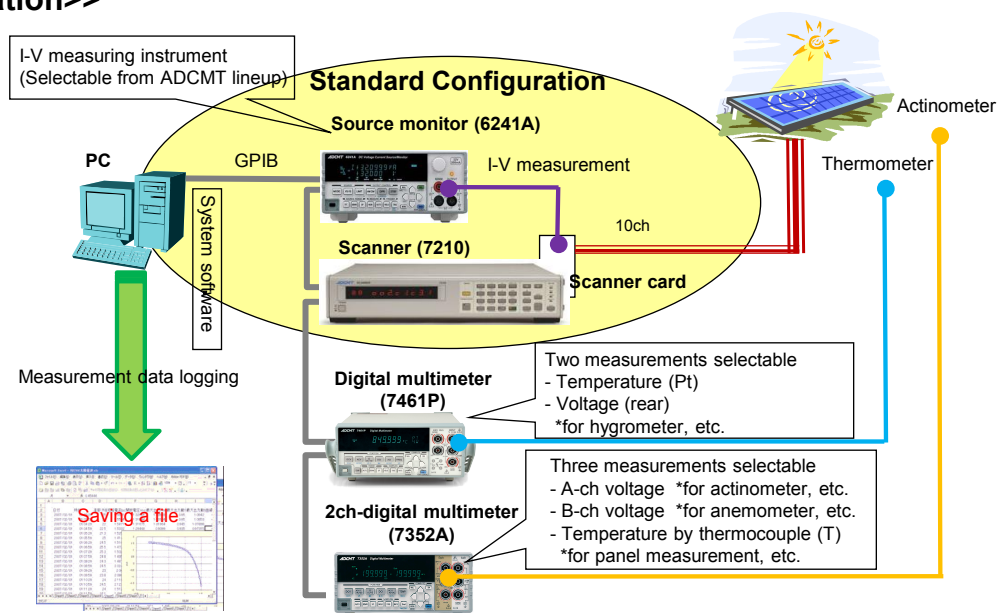 ation>>
I-V measuring instrument
(Selectable from ADCMT lineup)
Standard Configuration
Source monitor (6241A)
Actinometer
PC
GPIB
I-V measurement
Thermometer
System software
10ch
Scanner (7210)
Scanner card
Measurement data logging
Digital multimeter
(7461P)
Two measurements selectable
- Temperature (Pt)
- Voltage (rear)
*for hygrometer, etc.
Saving a file
2ch-digital multimeter
(7352A)
Three measurements selectable
- A-ch voltage *for actinometer, etc.
- B-ch voltage *for anemometer, etc.
- Temperature by thermocouple (T)
*for panel measurement, etc.